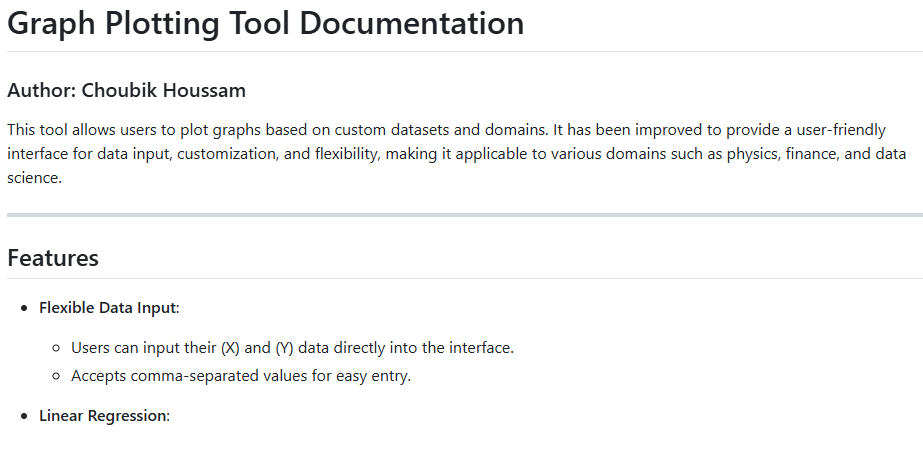 Graph Plotting Tool Documentation
Author: Choubik Houssam
This tool allows users to plot graphs based on custom datasets and domains. It has been improved to provide a user-friendly
interface for data input, customization, and flexibility, making it applicable to various domains such as physics, finance, and data
science.
Features
• Flexible Data Input:
◦ Users can input their (X) and (Y) data directly into the interface.
◦ Accepts comma-separated values for easy entry.
• Linear Regression: